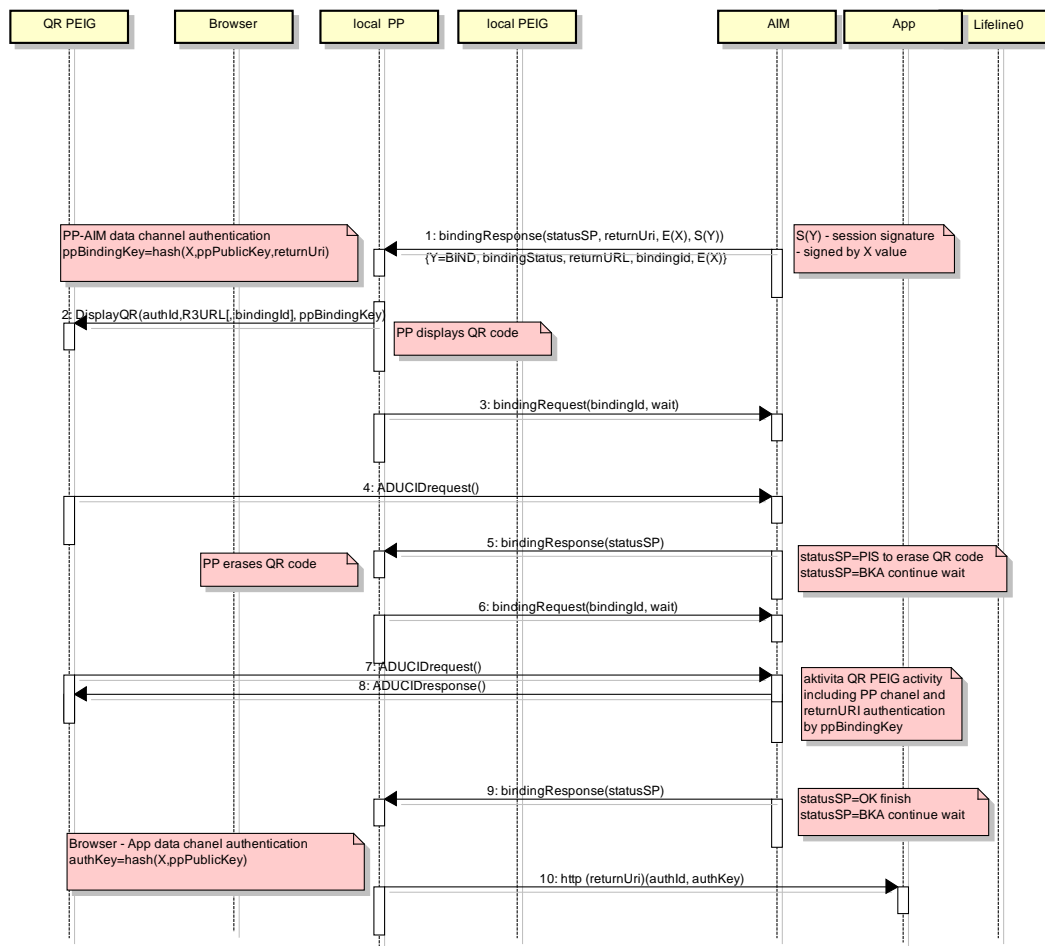 QR PEIG
Browser
local PP
local PEIG
AIM
App
Lifeline0
PP-AIM data channel authentication
ppBindingKey=hash(X,ppPublicKey,returnUri)
1: bindingResponse(statusSP, returnUri, E(X), S(Y))
{Y=BIND, bindingStatus, returnURL, bindingId, E(X)}
S(Y) - session signature
- signed by X value
2: DisplayQR(authId,R3URL[, bindingId], ppBindingKey)
PP displays QR code
3: bindingRequest(bindingId, wait)
4: ADUCIDrequest()
5: bindingResponse(statusSP)
PP erases QR code
statusSP=PIS to erase QR code
statusSP=BKA continue wait
6: bindingRequest(bindingId, wait)
7: ADUCIDrequest()
8: ADUCIDresponse()
aktivita QR PEIG activity
including PP chanel and
returnURI authentication
by ppBindingKey
9: bindingResponse(statusSP)
statusSP=OK finish
statusSP=BKA continue wait
Browser - App data chanel authentication
authKey=hash(X,ppPublicKey)
10: http (returnUri)(authId, authKey)